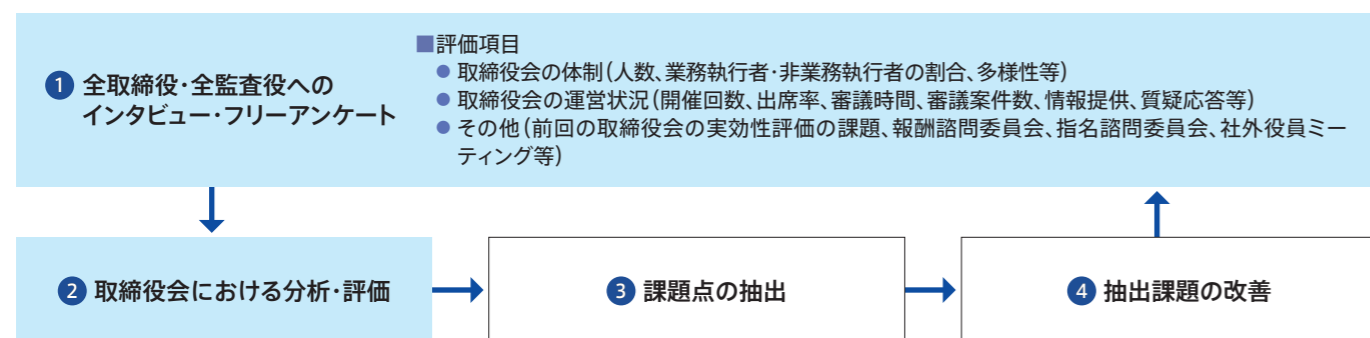 1 全取締役・全監査役への
インタビュー・フリーアンケート
■評価項目
● 取締役会の体制(人数、業務執行者・非業務執行者の割合、多様性等)
● 取締役会の運営状況(開催回数、出席率、審議時間、審議案件数、情報提供、質疑応答等)
● その他(前回の取締役会の実効性評価の課題、報酬諮問委員会、指名諮問委員会、社外役員ミー
ティング等)
2 取締役会における分析・評価
3 課題点の抽出
4 抽出課題の改善